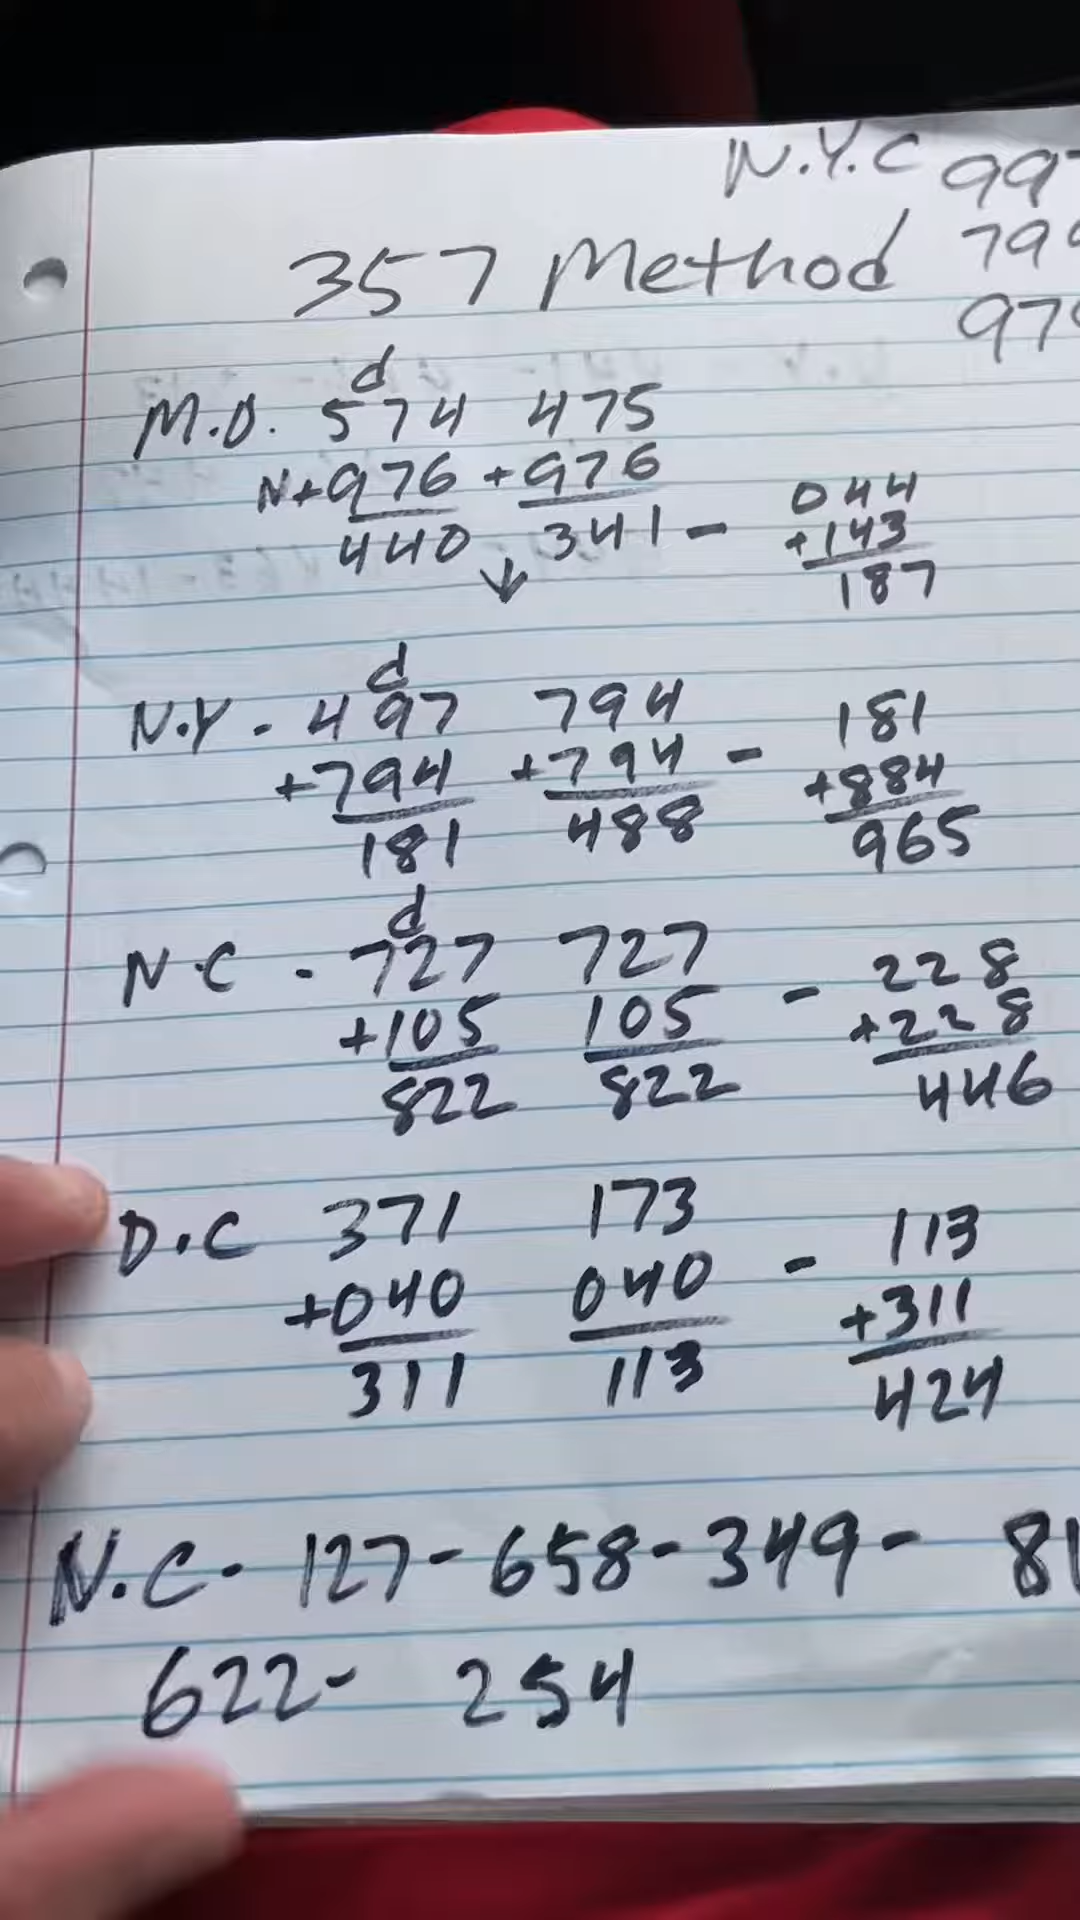 N.Y.C 997
357 Method 79
97
d
M.D. 574 475
N+976 +976 044
440 341 - +143
↓ 187
d
N.Y - 497 794 181
+794 +794 - +884
181 488 965
d
N.C - 727 727 - 228
+105 105 +228
822 822 446
D.C 371 173 - 113
+040 040 +311
311 113 424
N.C - 127 - 658 - 349 - 81
622 - 254